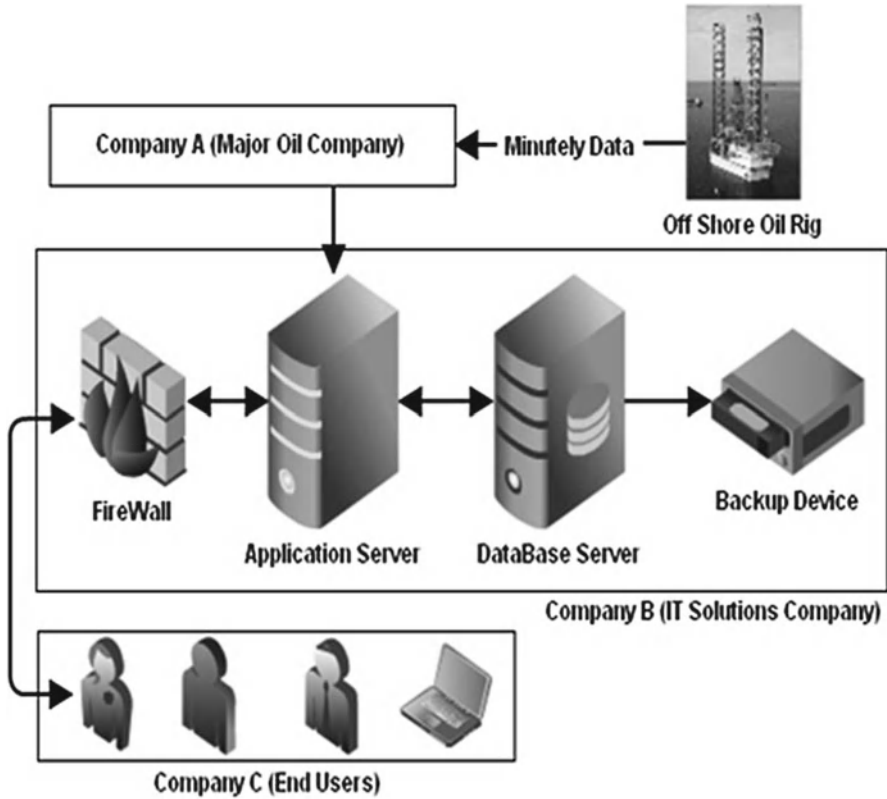 Company A (Major Oil Company)
Minutely Data
Off Shore Oil Rig
FireWall
Application Server
DataBase Server
Backup Device
Company B (IT Solutions Company)
Company C (End Users)